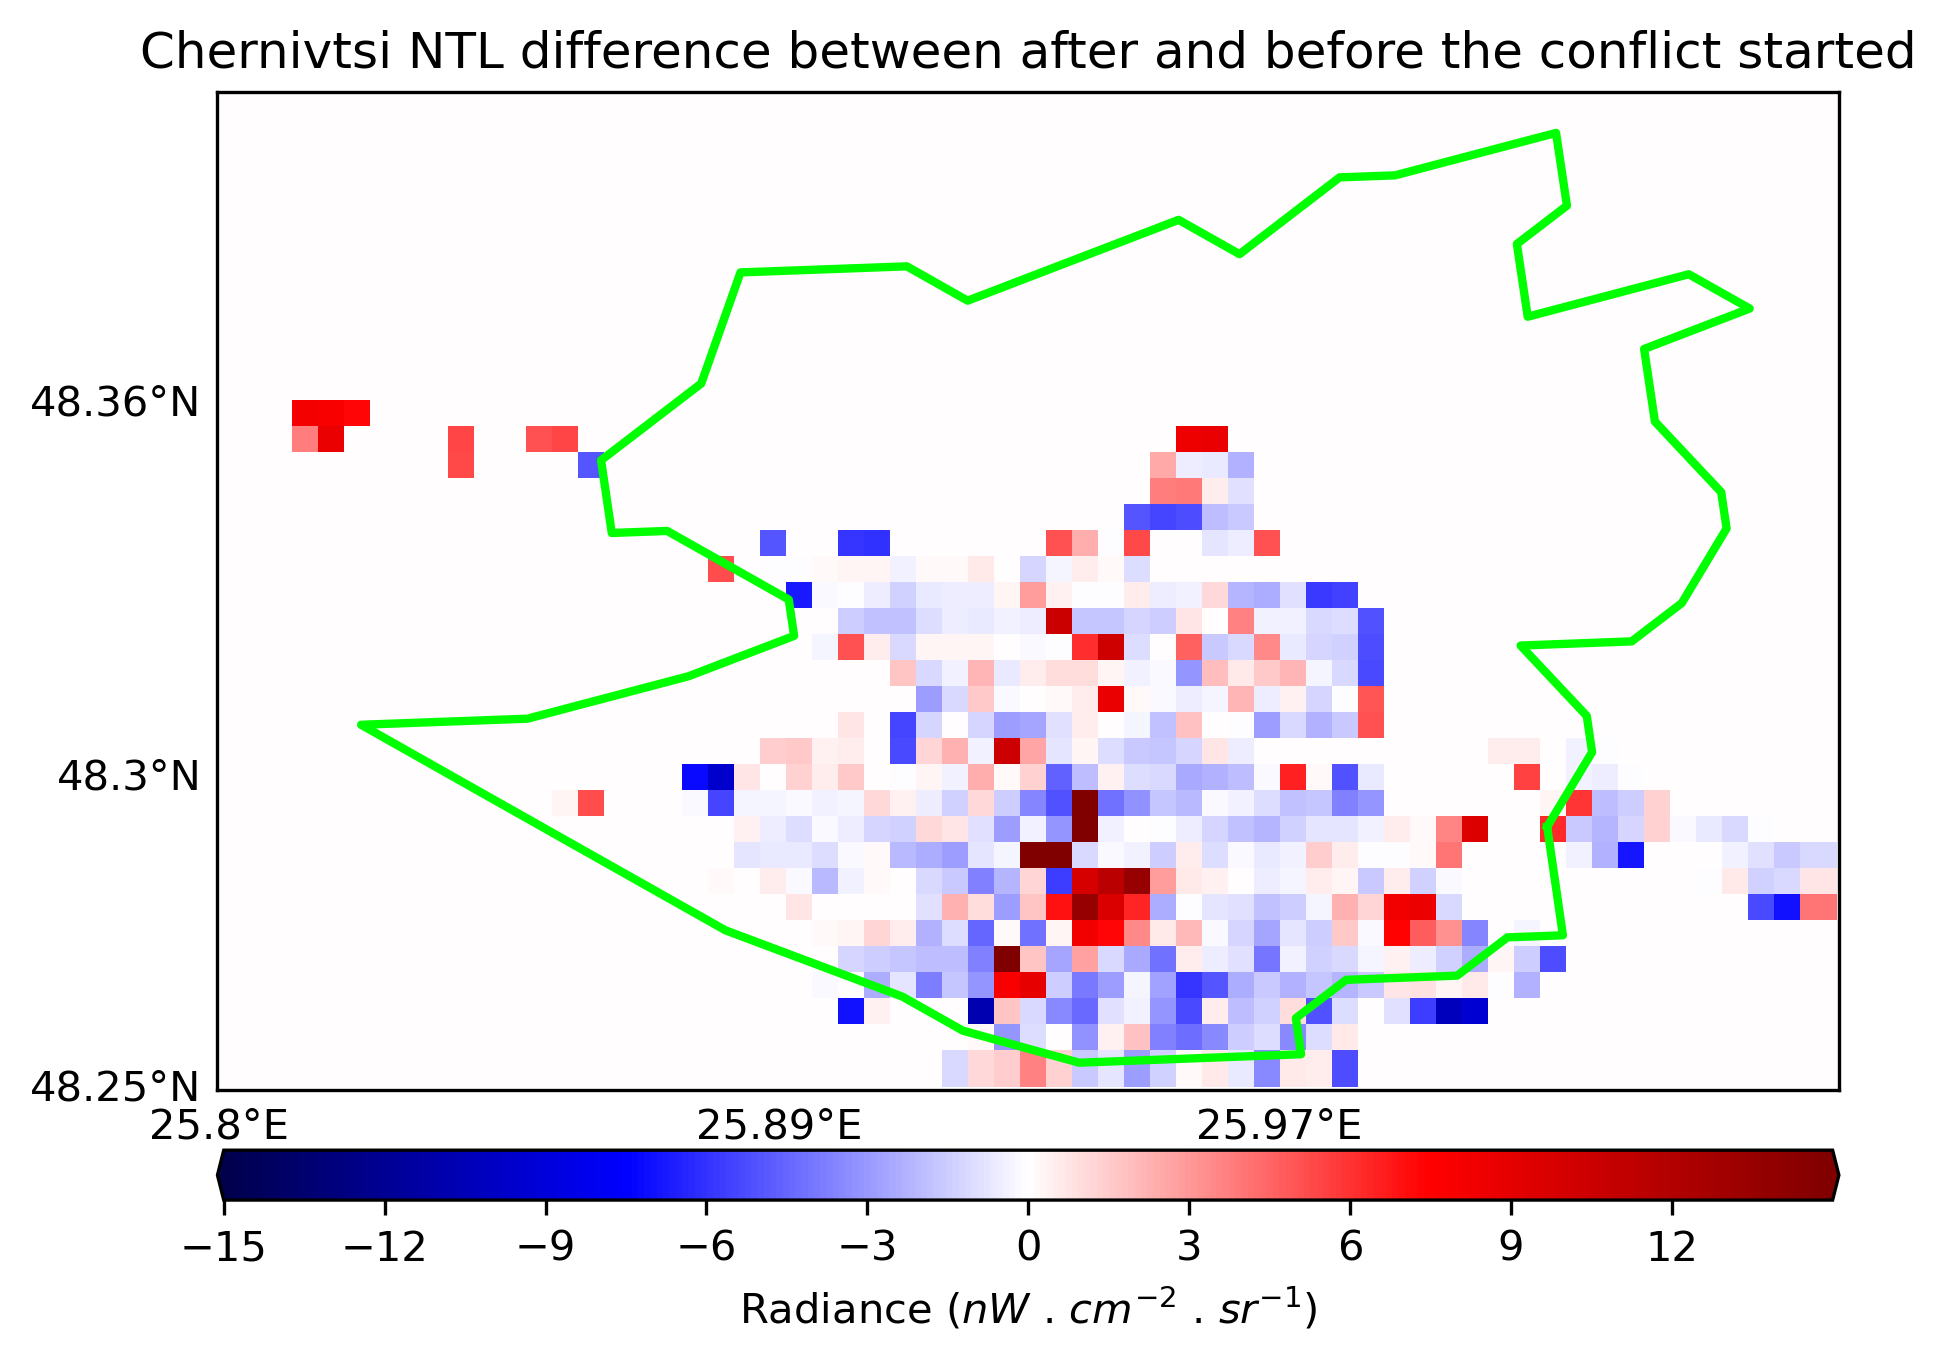 Chernivtsi NTL difference between after and before the conflict started
48.36°N
48.3°N
48.25°N
25.8°E 25.89°E 25.97°E
−15 −12 −9 −6 −3 0 3 6 9 12
Radiance (nW . cm⁻² . sr⁻¹)